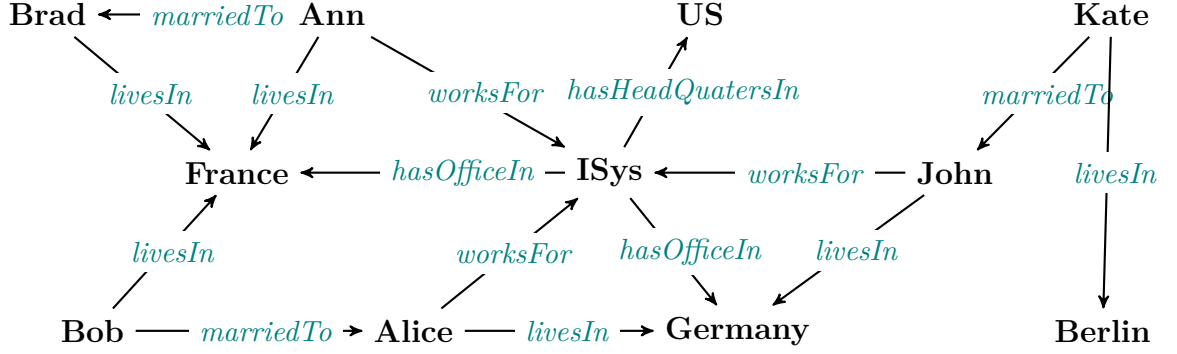 Brad marriedTo Ann US Kate
livesIn livesIn worksFor hasHeadQuatersIn marriedTo
France hasOfficeIn ISys worksFor John livesIn
livesIn worksFor hasOfficeIn livesIn
Bob marriedTo Alice livesIn Germany Berlin